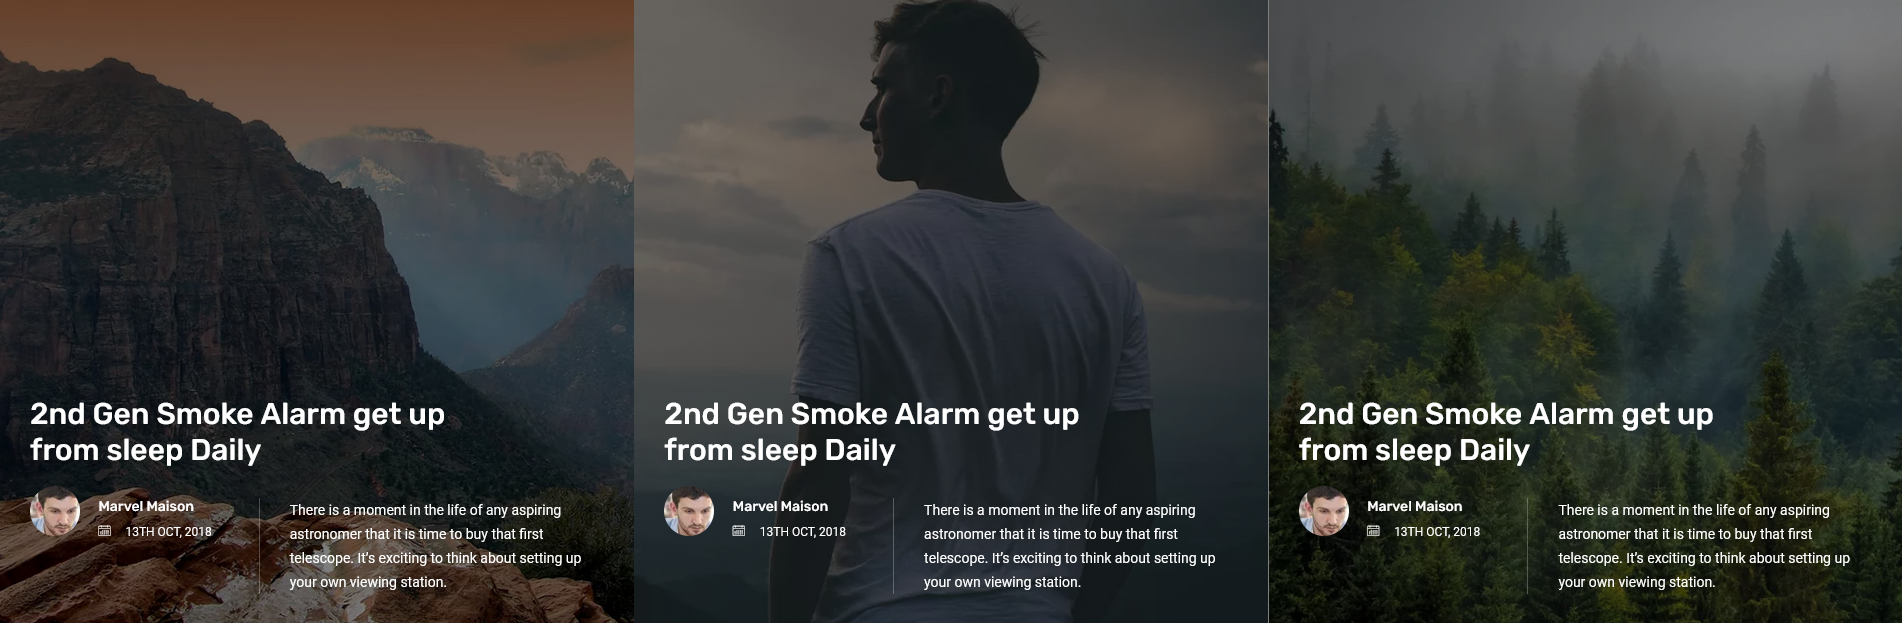 2nd Gen Smoke Alarm get up
from sleep Daily
Marvel Maison
13TH OCT, 2018
There is a moment in the life of any aspiring
astronomer that it is time to buy that first
telescope. It's exciting to think about setting up
your own viewing station.
2nd Gen Smoke Alarm get up
from sleep Daily
Marvel Maison
13TH OCT, 2018
There is a moment in the life of any aspiring
astronomer that it is time to buy that first
telescope. It's exciting to think about setting up
your own viewing station.
2nd Gen Smoke Alarm get up
from sleep Daily
Marvel Maison
13TH OCT, 2018
There is a moment in the life of any aspiring
astronomer that it is time to buy that first
telescope. It's exciting to think about setting up
your own viewing station.